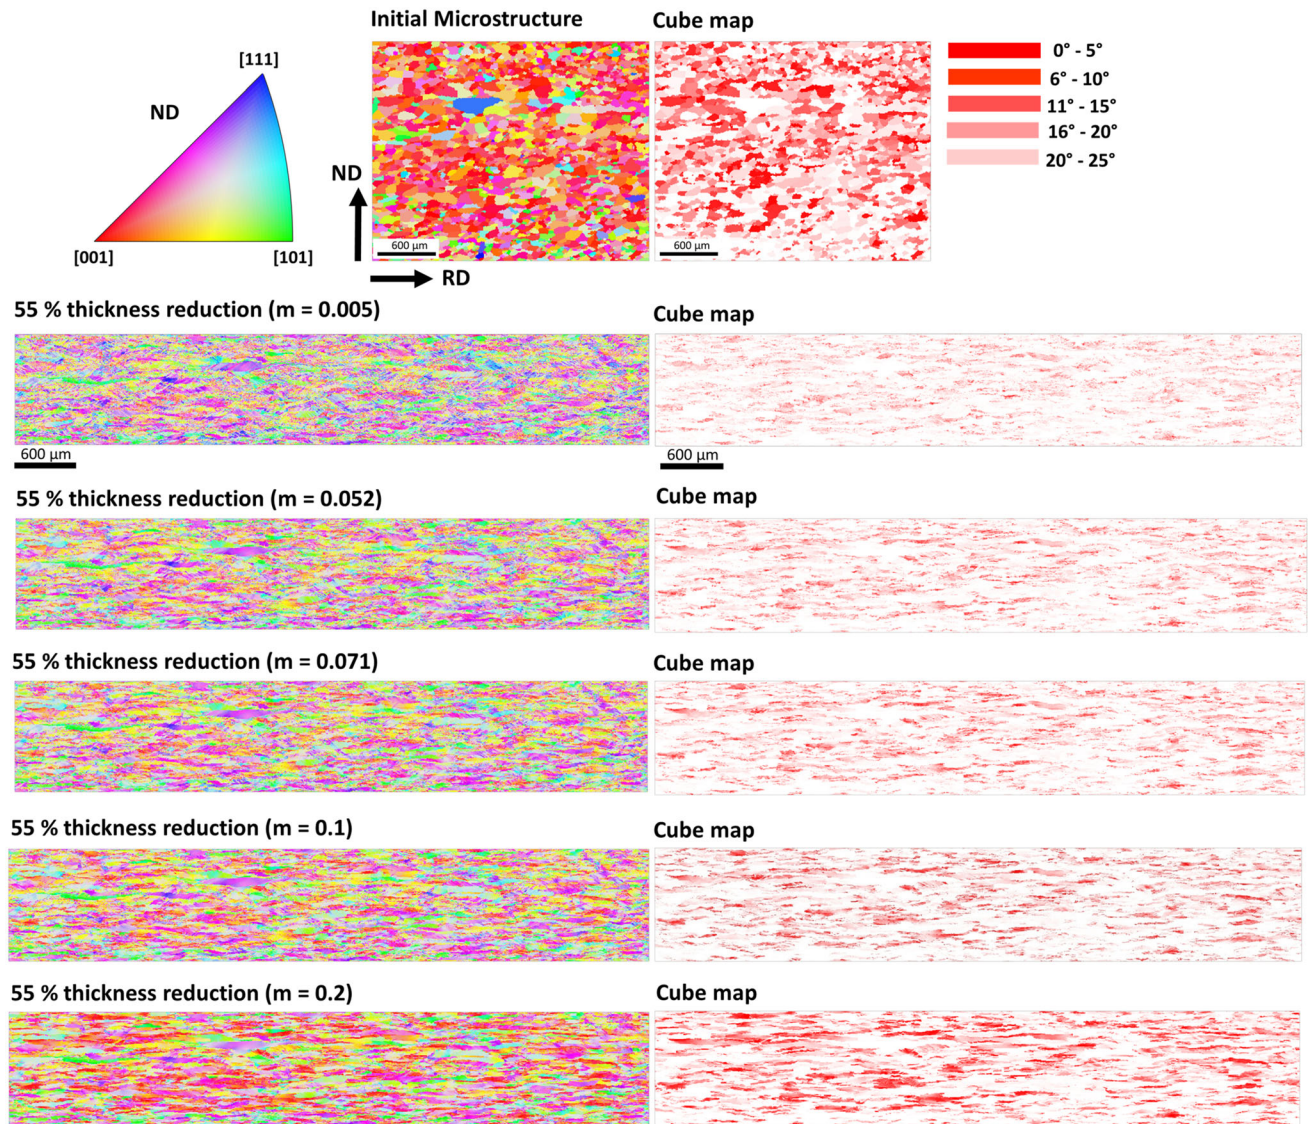 Initial Microstructure
Cube map
[111]
ND
[001]
[101]
ND
600 µm
RD
600 µm
0° - 5°
6° - 10°
11° - 15°
16° - 20°
20° - 25°
55 % thickness reduction (m = 0.005)
Cube map
600 µm
600 µm
55 % thickness reduction (m = 0.052)
Cube map
55 % thickness reduction (m = 0.071)
Cube map
55 % thickness reduction (m = 0.1)
Cube map
55 % thickness reduction (m = 0.2)
Cube map